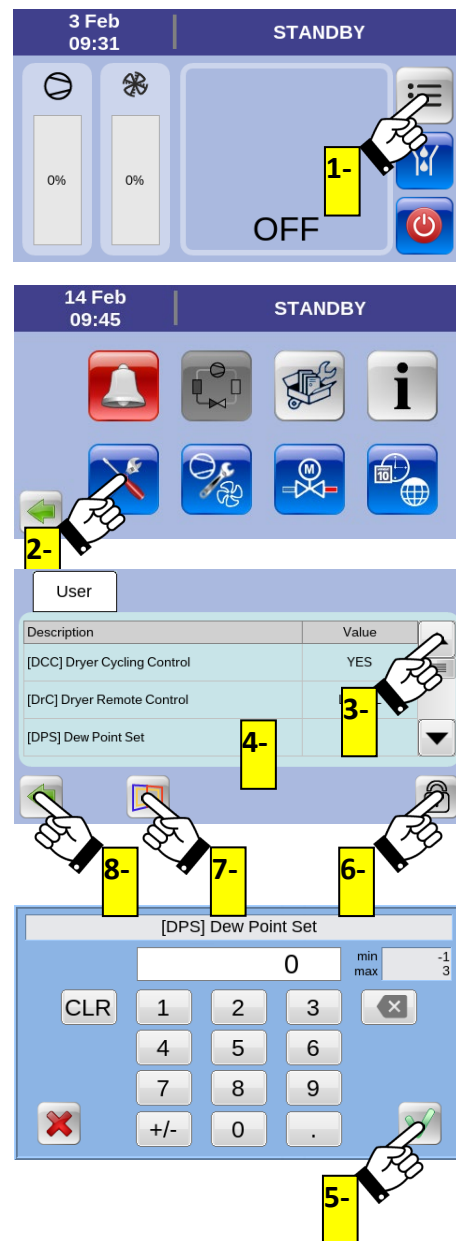 3 Feb
09:31
STANDBY
0%
0%
1-
OFF
14 Feb
09:45
STANDBY
M
10
i
2-
User
Description Value
[DCC] Dryer Cycling Control YES
[DrC] Dryer Remote Control
3-
[DPS] Dew Point Set
4-
8-
7-
6-
[DPS] Dew Point Set
0
min -1
max 3
CLR 1 2 3
4 5 6
7 8 9
+/- 0 .
5-